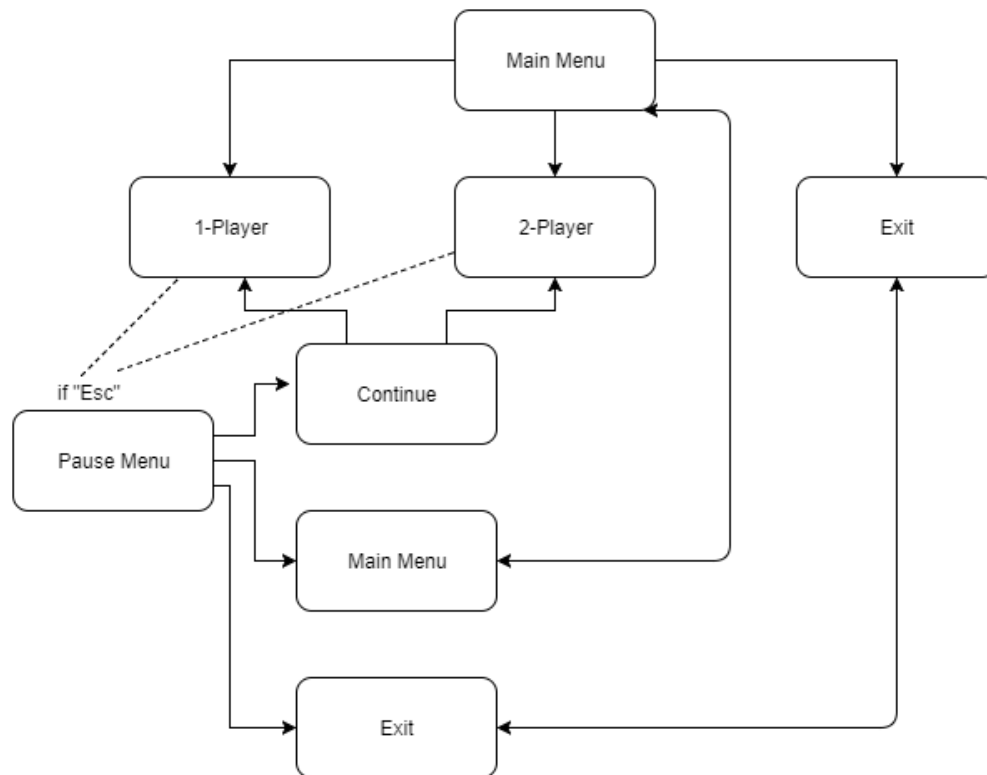 Main Menu
1-Player
2-Player
Exit
if "Esc"
Continue
Pause Menu
Main Menu
Exit